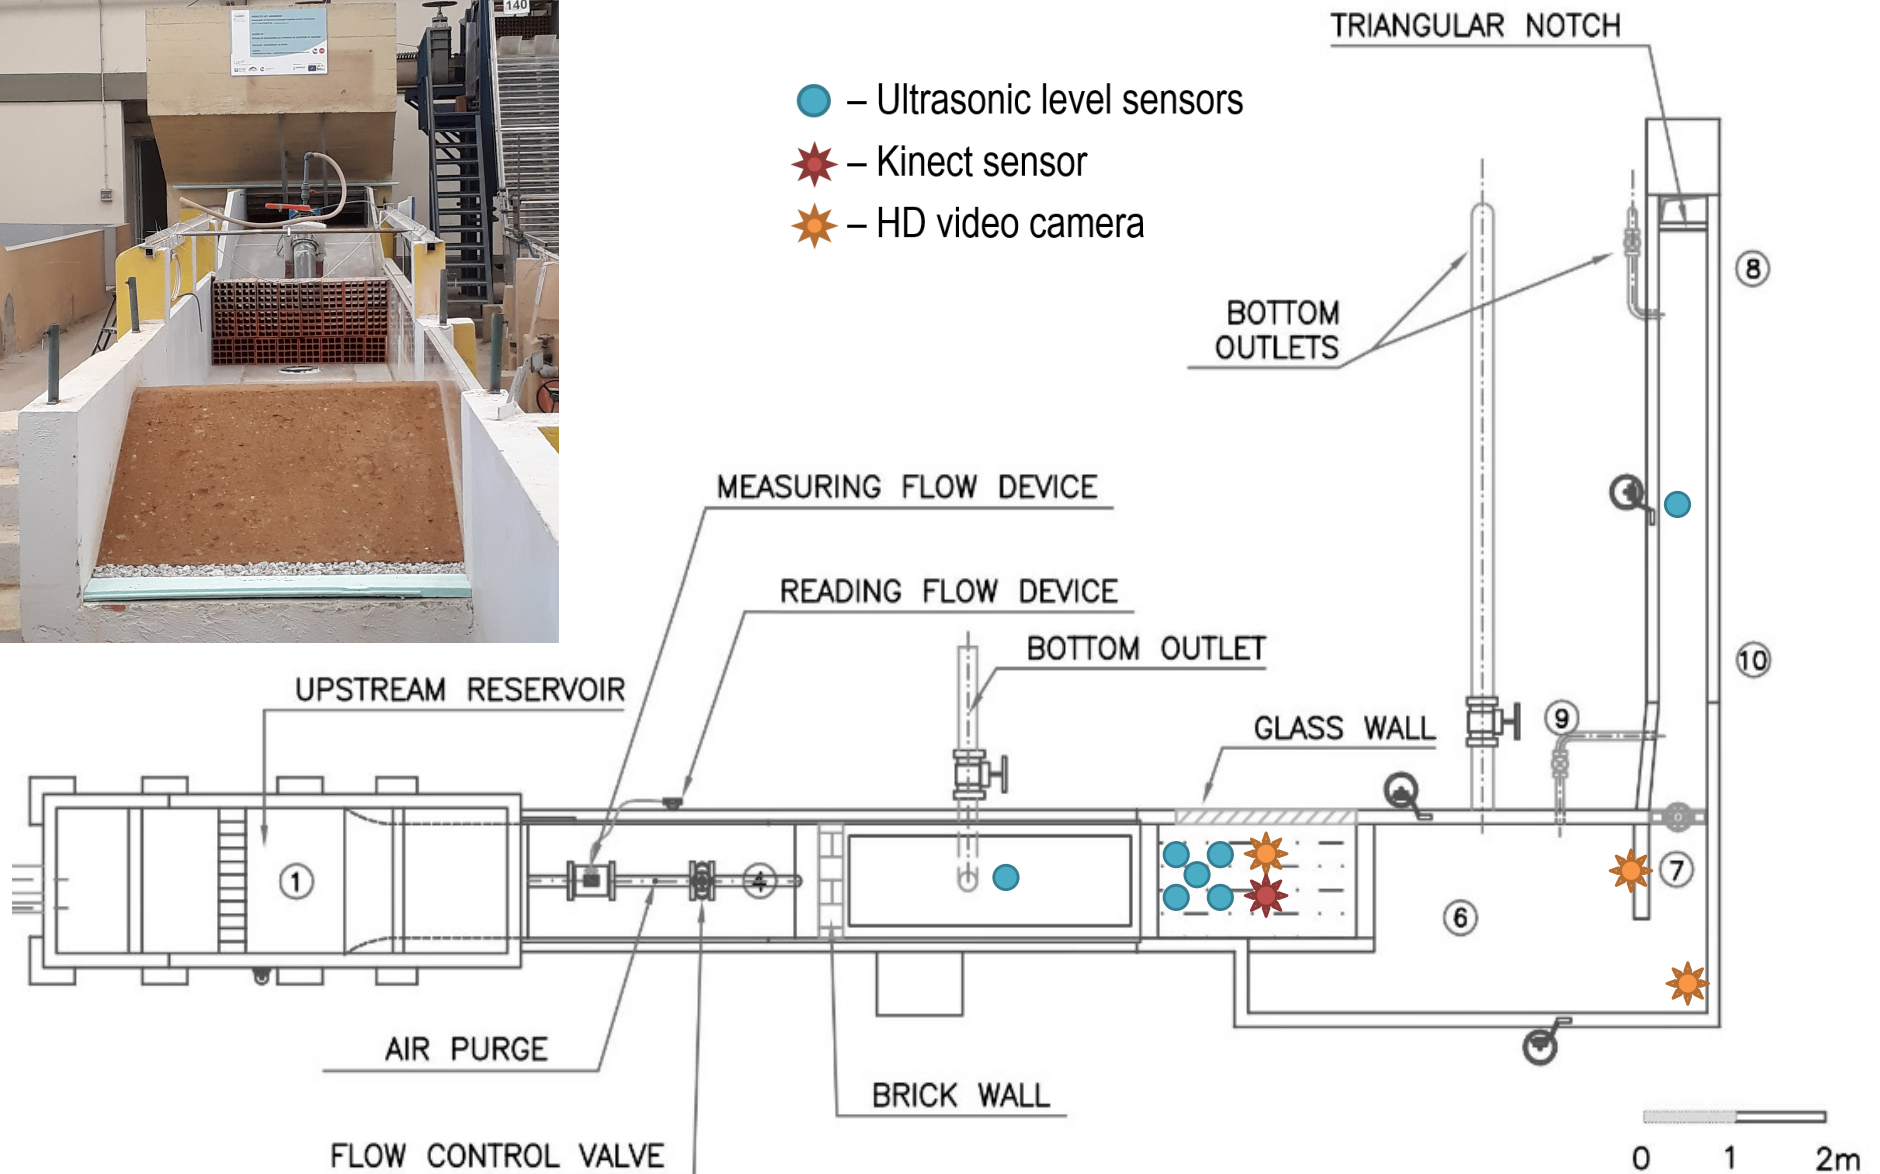 140
TRIANGULAR NOTCH
– Ultrasonic level sensors
– Kinect sensor
– HD video camera
8
BOTTOM
OUTLETS
MEASURING FLOW DEVICE
READING FLOW DEVICE
BOTTOM OUTLET
10
UPSTREAM RESERVOIR
9
GLASS WALL
1
4
7
6
AIR PURGE
BRICK WALL
FLOW CONTROL VALVE
0 1 2m